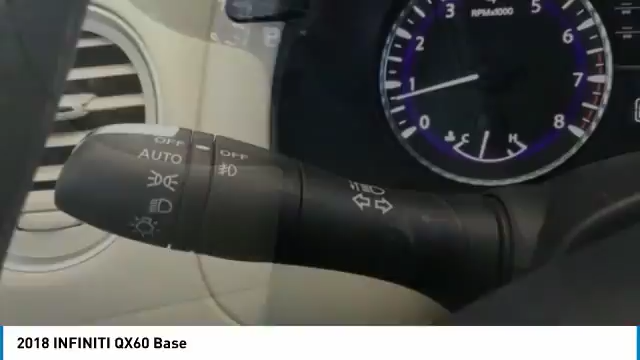 3 4 5
RPMx1000
2 6
1 7
0 8
C H
OFF OFF
AUTO
2018 INFINITI QX60 Base